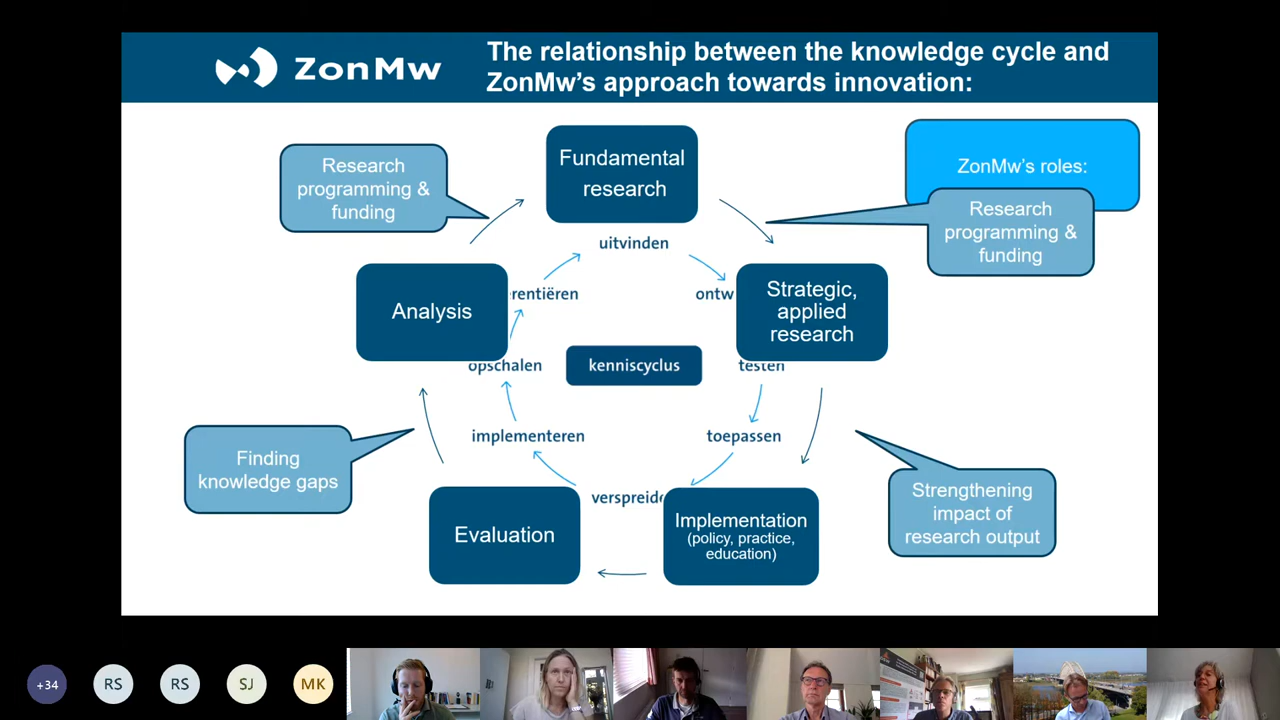 ZonMw
The relationship between the knowledge cycle and
ZonMw's approach towards innovation:
Research
programming &
funding
Fundamental
research
ZonMw's roles:
Research
programming &
funding
uitvinden
Analysis
rentiëren
ontw
Strategic,
applied
research
opschalen
kenniscyclus
testen
implementeren
toepassen
Finding
knowledge gaps
Strengthening
impact of
research output
verspreide
Evaluation
Implementation
(policy, practice,
education)
+34
RS
RS
SJ
MK